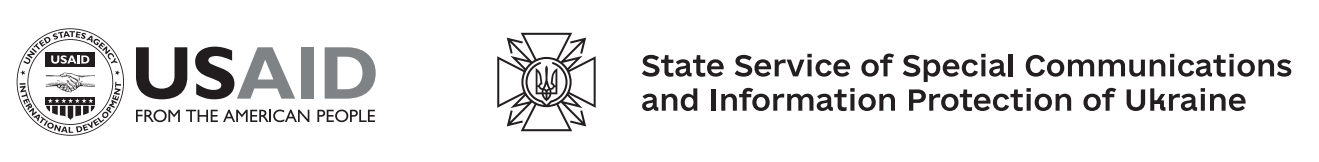 UNITED STATES AGENCY
USAID
INTERNATIONAL DEVELOPMENT
USAID
FROM THE AMERICAN PEOPLE
State Service of Special Communications
and Information Protection of Ukraine